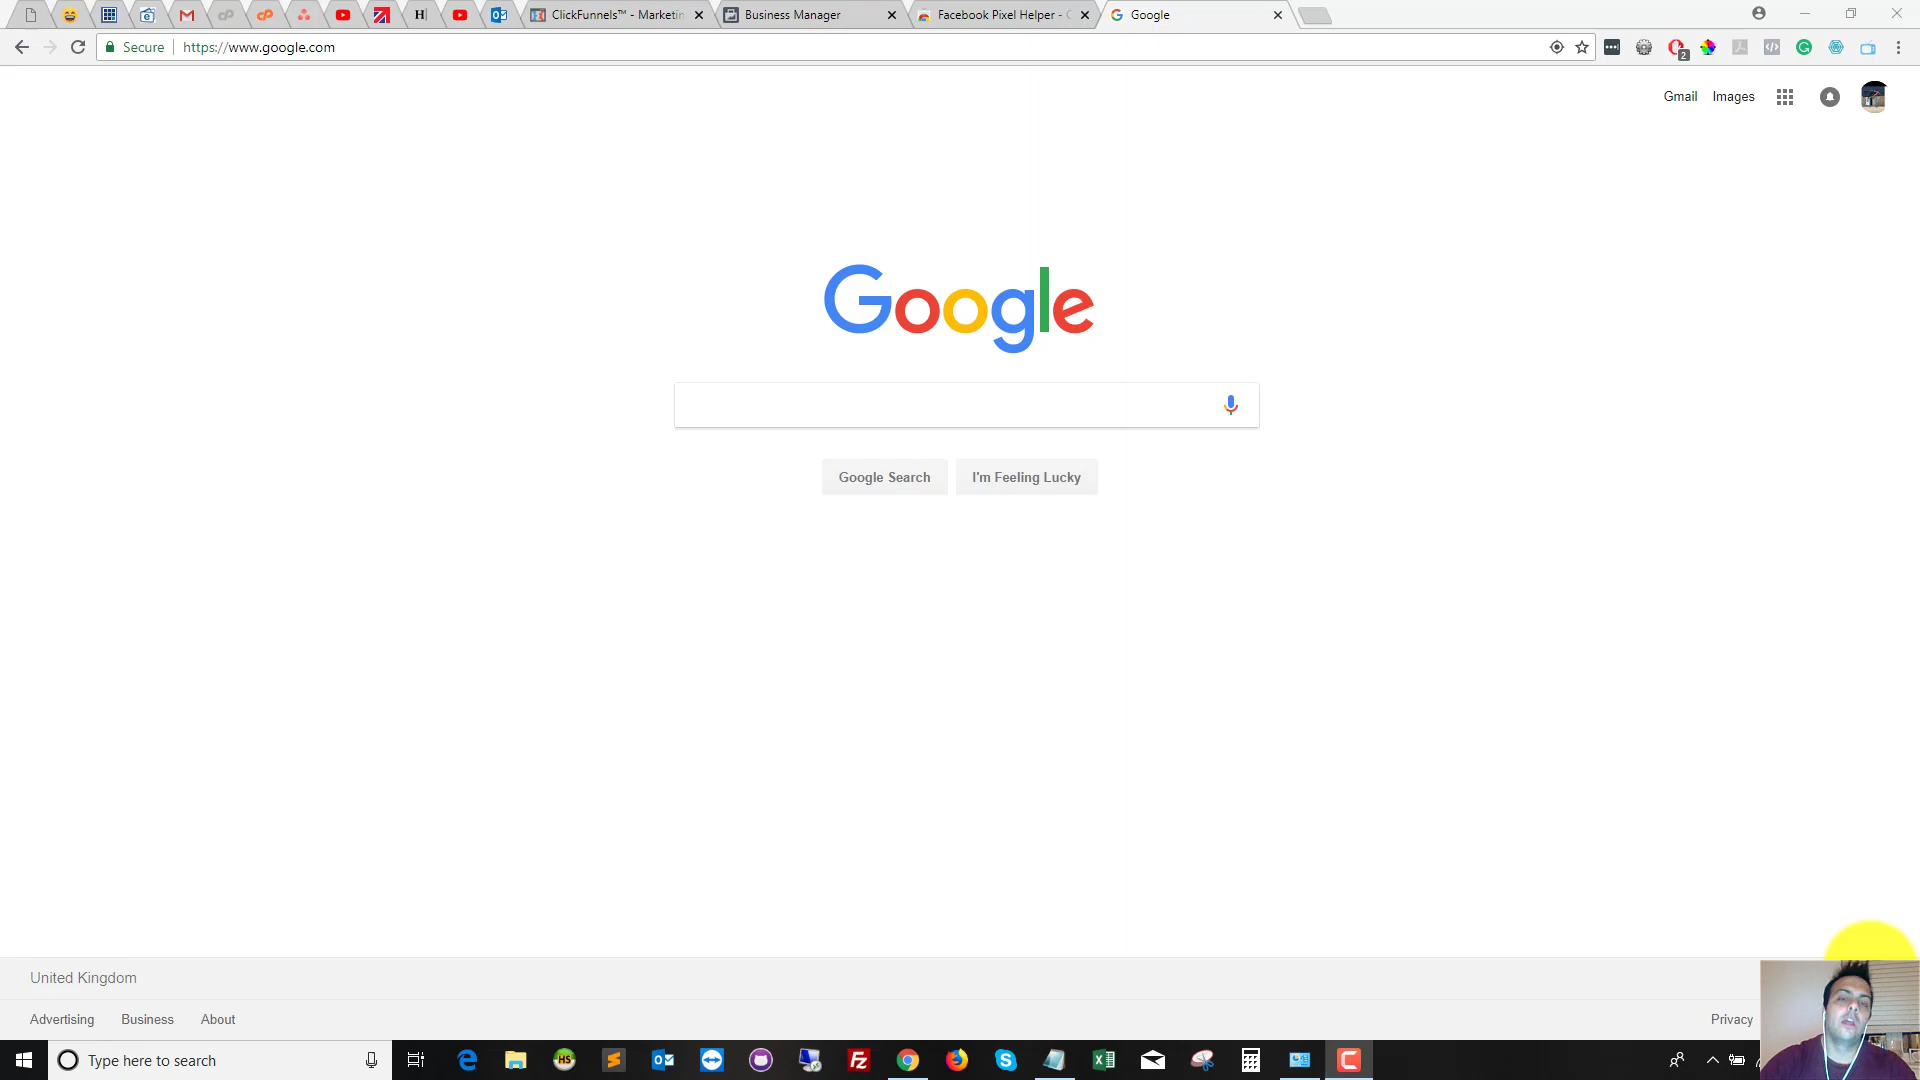 ClickFunnels™ - Marketin
Business Manager
Facebook Pixel Helper - C
Google
Secure
https://www.google.com
2
Gmail
Images
Google
Google Search
I'm Feeling Lucky
United Kingdom
Advertising
Business
About
Privacy
Type here to search